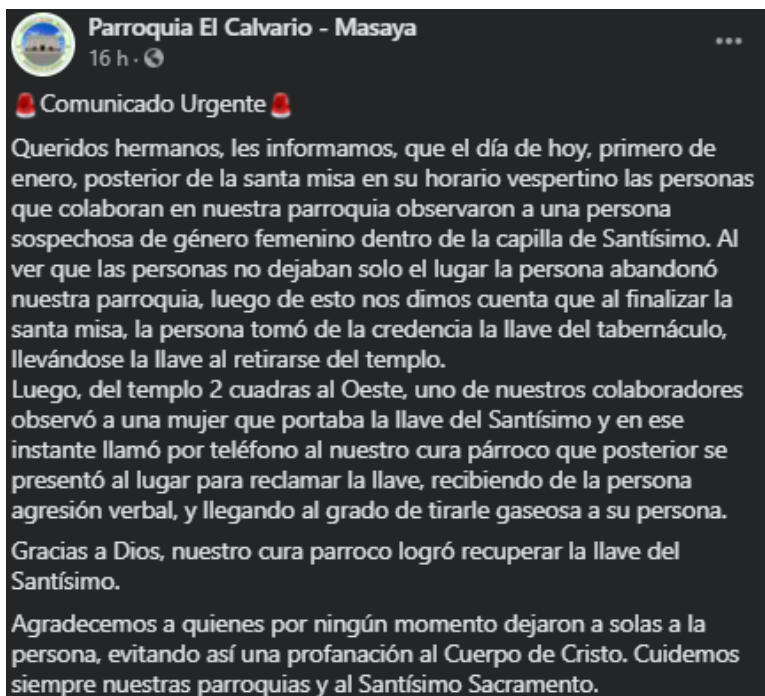 Parroquia El Calvario - Masaya
16 h ·
🚨Comunicado Urgente🚨
Queridos hermanos, les informamos, que el día de hoy, primero de
enero, posterior de la santa misa en su horario vespertino las personas
que colaboran en nuestra parroquia observaron a una persona
sospechosa de género femenino dentro de la capilla de Santísimo. Al
ver que las personas no dejaban solo el lugar la persona abandonó
nuestra parroquia, luego de esto nos dimos cuenta que al finalizar la
santa misa, la persona tomó de la credencia la llave del tabernáculo,
llevándose la llave al retirarse del templo.
Luego, del templo 2 cuadras al Oeste, uno de nuestros colaboradores
observó a una mujer que portaba la llave del Santísimo y en ese
instante llamó por teléfono al nuestro cura párroco que posterior se
presentó al lugar para reclamar la llave, recibiendo de la persona
agresión verbal, y llegando al grado de tirarle gaseosa a su persona.
Gracias a Dios, nuestro cura parroco logró recuperar la llave del
Santísimo.
Agradecemos a quienes por ningún momento dejaron a solas a la
persona, evitando así una profanación al Cuerpo de Cristo. Cuidemos
siempre nuestras parroquias y al Santísimo Sacramento.